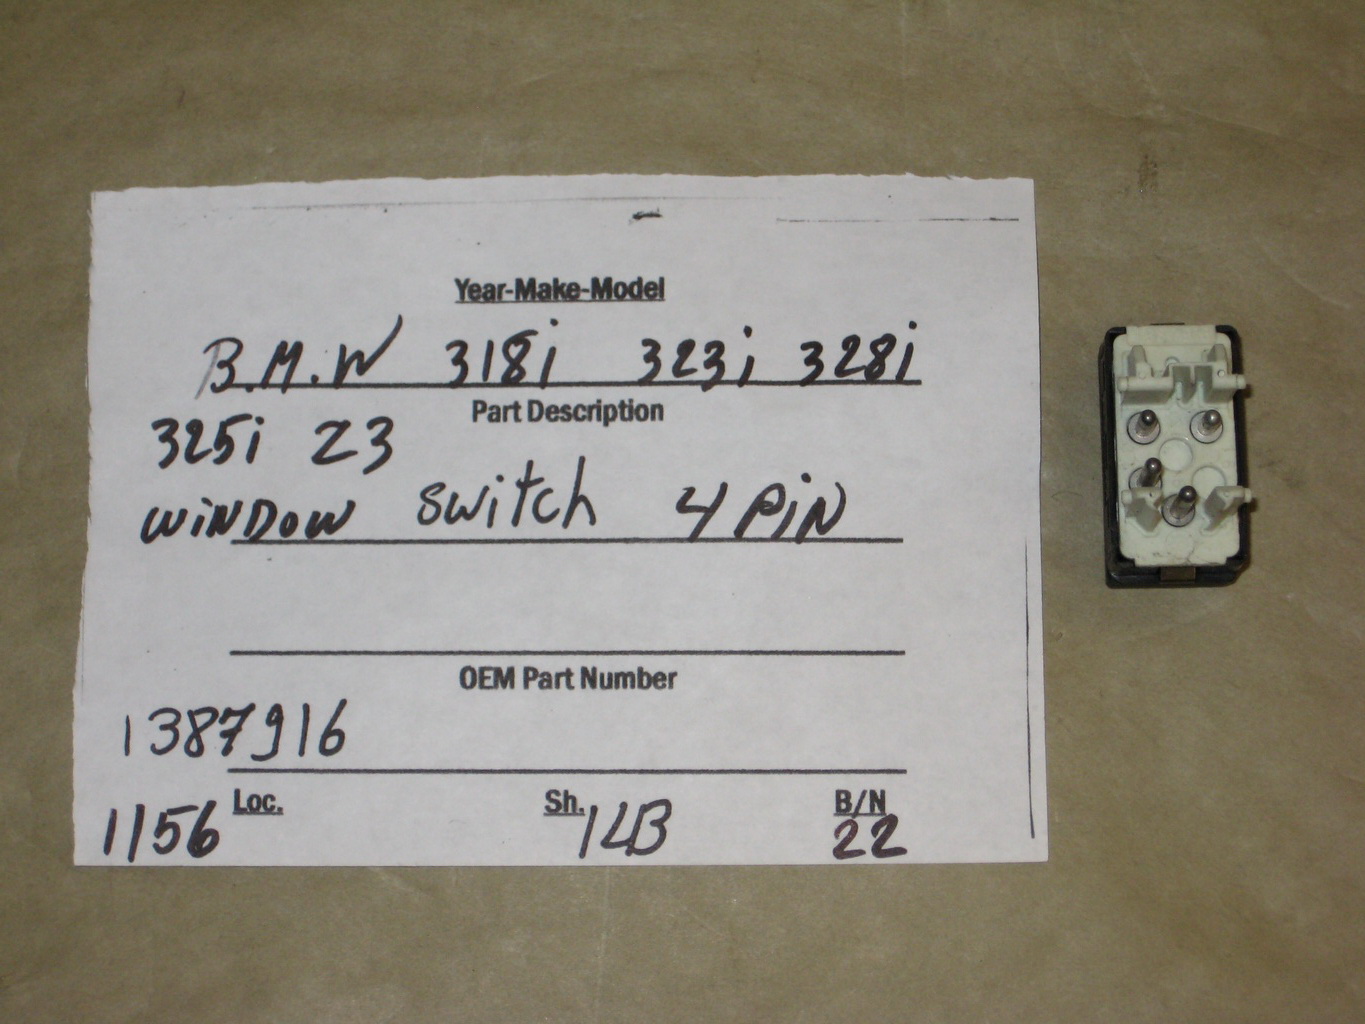 Year-Make-Model
B.M.W 318i 323i 328i
Part Description
325i Z3
WiNDOW Switch 4 PiN
OEM Part Number
1387916
Loc. Sh. B/N
1156 1LB 22